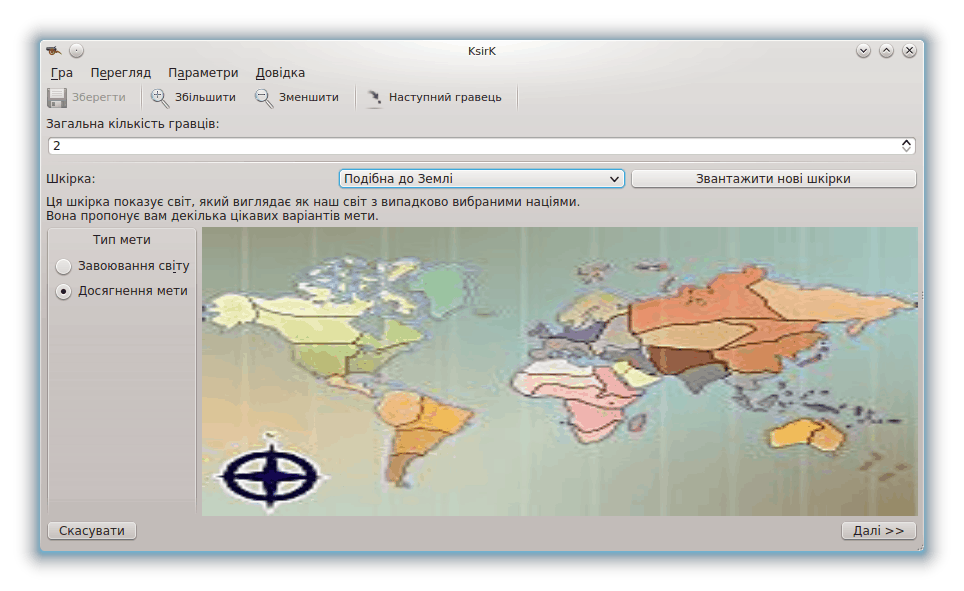 KsirK
Гра Перегляд Параметри Довідка
Зберегти Збільшити Зменшити Наступний гравець
Загальна кількість гравців:
2
Шкірка: Подібна до Землі Звантажити нові шкірки
Ця шкірка показує світ, який виглядає як наш світ з випадково вибраними націями.
Вона пропонує вам декілька цікавих варіантів мети.
Тип мети
Завоювання світу
Досягнення мети
Скасувати Далі >>